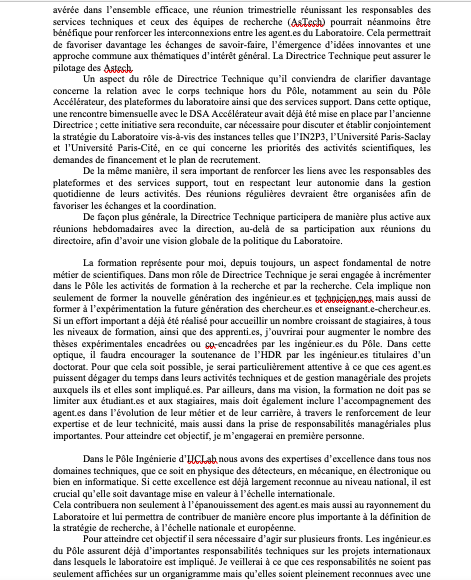 avérée dans l'ensemble efficace, une réunion trimestrielle réunissant les responsables des
services techniques et ceux des équipes de recherche (AsTech) pourrait néanmoins être
bénéfique pour renforcer les interconnexions entre les agent.es du Laboratoire. Cela permettrait
de favoriser davantage les échanges de savoir-faire, l'émergence d'idées innovantes et une
approche commune aux thématiques d'intérêt général. La Directrice Technique peut assurer le
pilotage des Astech.
Un aspect du rôle de Directrice Technique qu'il conviendra de clarifier davantage
concerne la relation avec le corps technique hors du Pôle, notamment au sein du Pôle
Accélérateur, des plateformes du laboratoire ainsi que des services support. Dans cette optique,
une rencontre bimensuelle avec le DSA Accélérateur avait déjà été mise en place par l'ancienne
Directrice ; cette initiative sera reconduite, car nécessaire pour discuter et établir conjointement
la stratégie du Laboratoire vis-à-vis des instances telles que l'IN2P3, l'Université Paris-Saclay
et l'Université Paris-Cité, en ce qui concerne les priorités des activités scientifiques, les
demandes de financement et le plan de recrutement.
De la même manière, il sera important de renforcer les liens avec les responsables des
plateformes et des services support, tout en respectant leur autonomie dans la gestion
quotidienne de leurs activités. Des réunions régulières devraient être organisées afin de
favoriser les échanges et la coordination.
De façon plus générale, la Directrice Technique participera de manière plus active aux
réunions hebdomadaires avec la direction, au-delà de sa participation aux réunions du
directoire, afin d'avoir une vision globale de la politique du Laboratoire.
La formation représente pour moi, depuis toujours, un aspect fondamental de notre
métier de scientifiques. Dans mon rôle de Directrice Technique je serai engagée à incrémenter
dans le Pôle les activités de formation à la recherche et par la recherche. Cela implique non
seulement de former la nouvelle génération des ingénieur.es et technicien.nes mais aussi de
former à l'expérimentation la future génération des chercheur.es et enseignant.e-chercheur.es.
Si un effort important a déjà été réalisé pour accueillir un nombre croissant de stagiaires, à tous
les niveaux de formation, ainsi que des apprenti.es, j'ouvrirai pour augmenter le nombre des
thèses expérimentales encadrées ou co-encadrées par les ingénieur.es du Pôle. Dans cette
optique, il faudra encourager la soutenance de l'HDR par les ingénieur.es titulaires d'un
doctorat. Pour que cela soit possible, je serai particulièrement attentive à ce que ces agent.es
puissent dégager du temps dans leurs activités techniques et de gestion managériale des projets
auxquels ils et elles sont impliqué.es. Par ailleurs, dans ma vision, la formation ne doit pas se
limiter aux étudiant.es et aux stagiaires, mais doit également inclure l'accompagnement des
agent.es dans l'évolution de leur métier et de leur carrière, à travers le renforcement de leur
expertise et de leur technicité, mais aussi dans la prise de responsabilités managériales plus
importantes. Pour atteindre cet objectif, je m'engagerai en première personne.
Dans le Pôle Ingénierie d'IJCLab nous avons des expertises d'excellence dans tous nos
domaines techniques, que ce soit en physique des détecteurs, en mécanique, en électronique ou
bien en informatique. Si cette excellence est déjà largement reconnue au niveau national, il est
crucial qu'elle soit davantage mise en valeur à l'échelle internationale.
Cela contribuera non seulement à l'épanouissement des agent.es mais aussi au rayonnement du
Laboratoire et lui permettra de contribuer de manière encore plus importante à la définition de
la stratégie de recherche, à l'échelle nationale et européenne.
Pour atteindre cet objectif il sera nécessaire d'agir sur plusieurs fronts. Les ingénieur.es
du Pôle assurent déjà d'importantes responsabilités techniques sur les projets internationaux
dans lesquels le laboratoire est impliqué. Je veillerai à ce que ces responsabilités ne soient pas
seulement affichées sur un organigramme mais qu'elles soient pleinement reconnues avec une